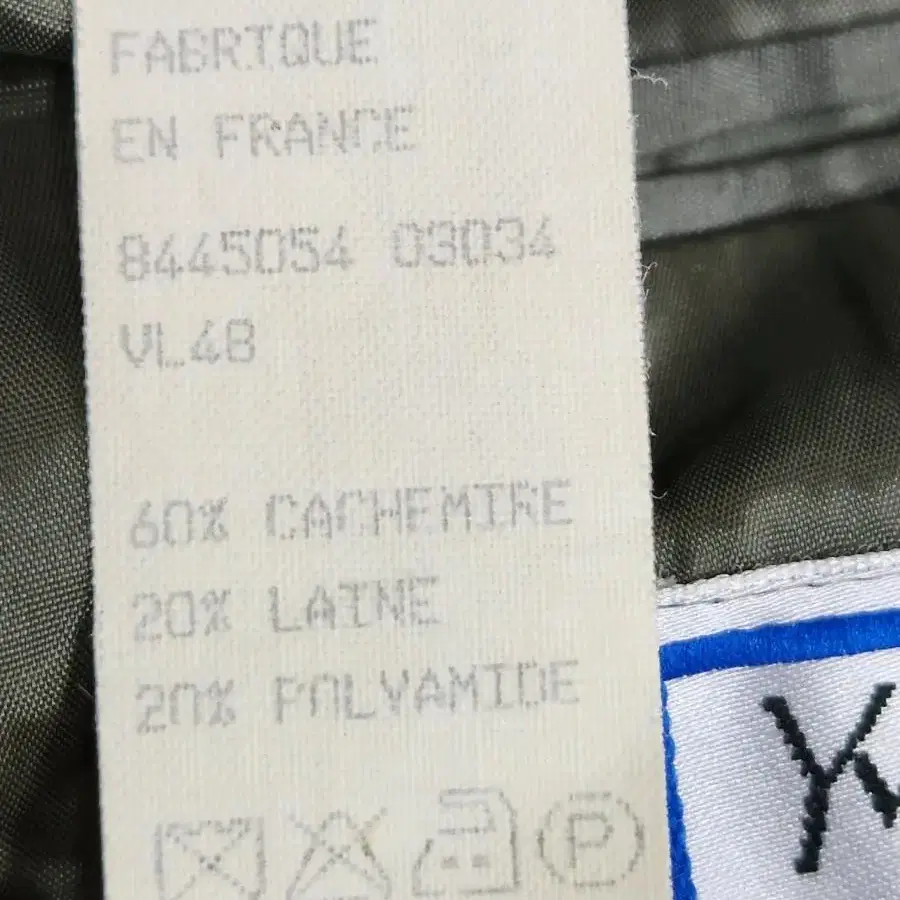 FABRIQUE
EN FRANCE
8445054 03034
VL48
60% CACHEMIRE
20% LAINE
20% POLYAMIDE
P